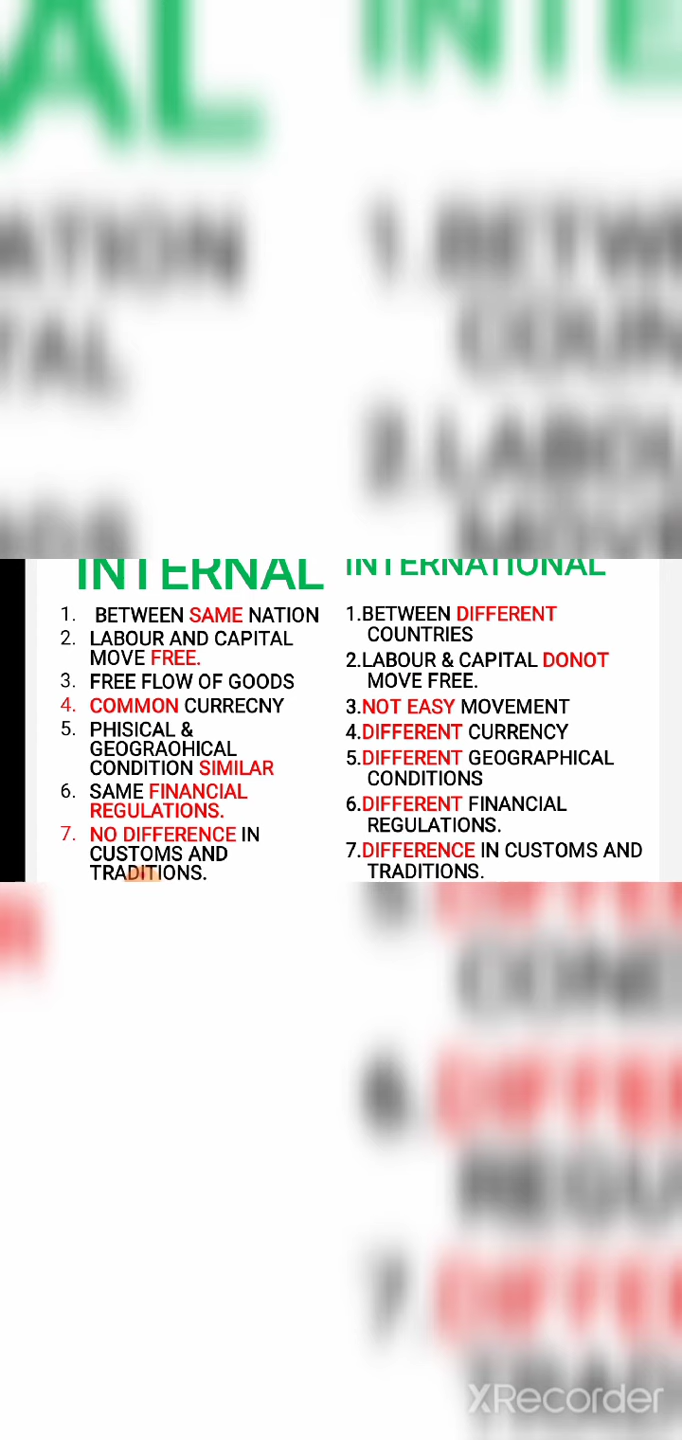 INTERNAL
1. BETWEEN SAME NATION
2. LABOUR AND CAPITAL
MOVE FREE.
3. FREE FLOW OF GOODS
4. COMMON CURRECNY
5. PHISICAL &
GEOGRAOHICAL
CONDITION SIMILAR
6. SAME FINANCIAL
REGULATIONS.
7. NO DIFFERENCE IN
CUSTOMS AND
TRADITIONS.
INTERNATIONAL
1.BETWEEN DIFFERENT
COUNTRIES
2.LABOUR & CAPITAL DONOT
MOVE FREE.
3.NOT EASY MOVEMENT
4.DIFFERENT CURRENCY
5.DIFFERENT GEOGRAPHICAL
CONDITIONS
6.DIFFERENT FINANCIAL
REGULATIONS.
7.DIFFERENCE IN CUSTOMS AND
TRADITIONS.
XRecorder